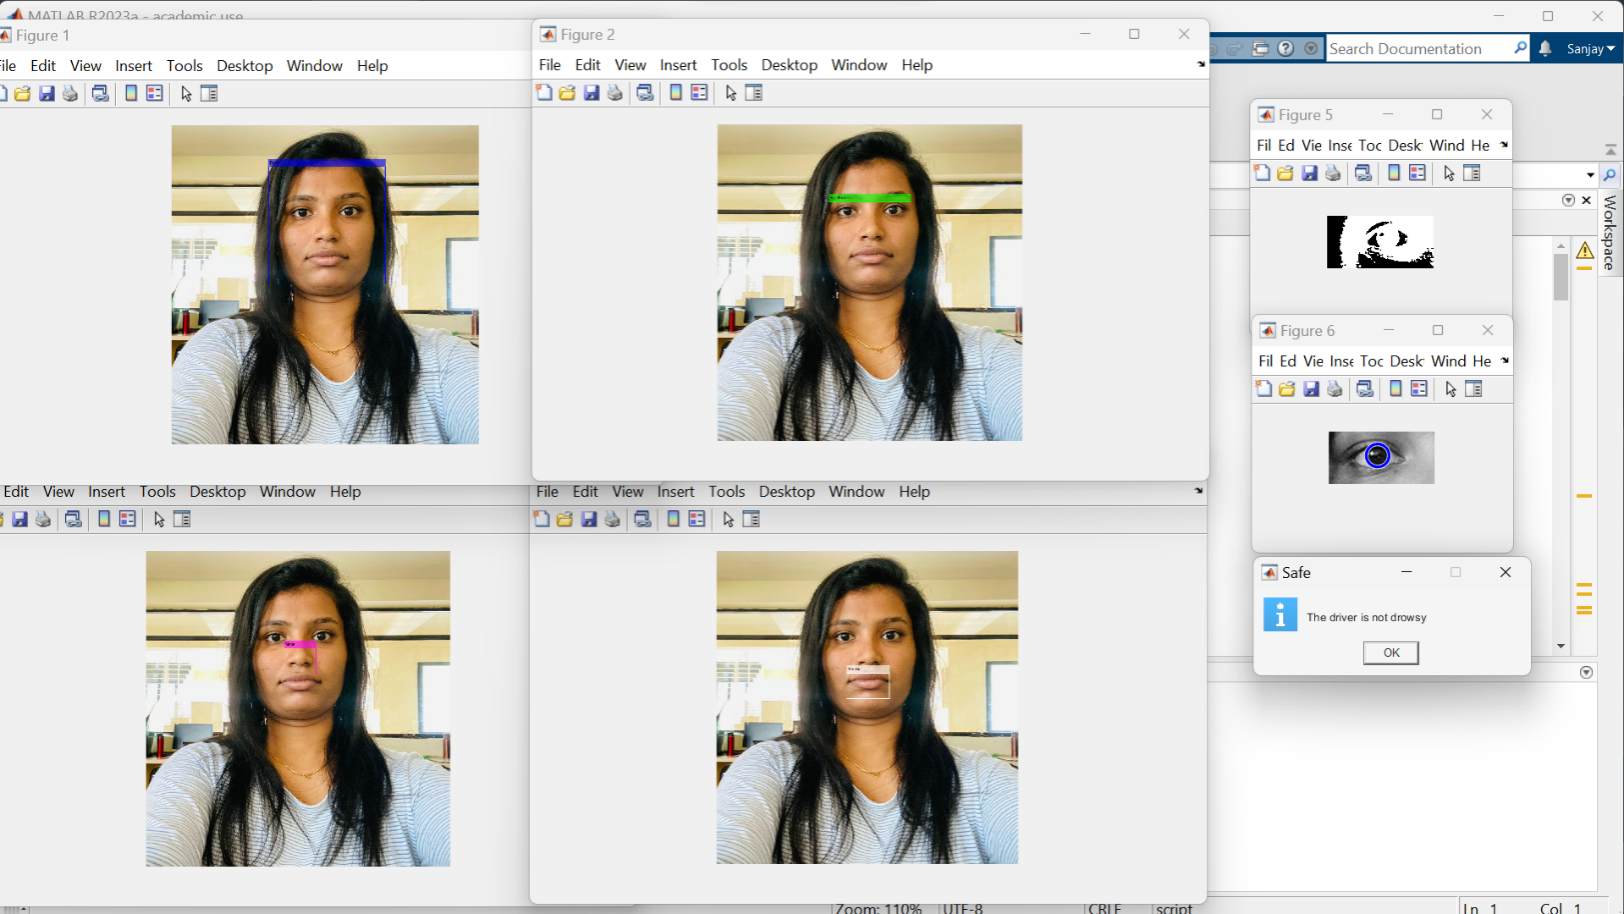 MATLAB R2023a - academic use
Figure 1
File Edit View Insert Tools Desktop Window Help
Figure 2
File Edit View Insert Tools Desktop Window Help
Search Documentation
Sanjay
Figure 5
Fil Ed Vie Inse Toc Desk Wind He
Workspace
Figure 6
Fil Ed Vie Inse Toc Desk Wind He
Edit View Insert Tools Desktop Window Help
File Edit View Insert Tools Desktop Window Help
Safe
The driver is not drowsy
OK
Zoom: 110% UTF-8 CRLF script Ln 1 Col 1